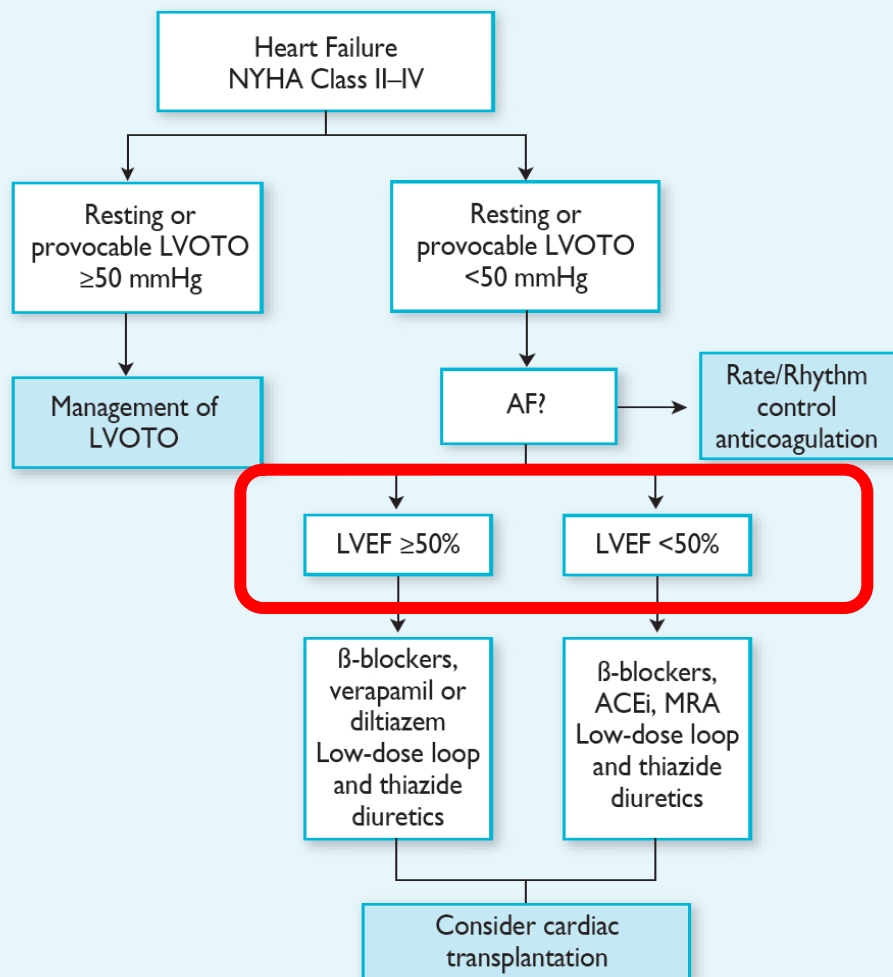 Heart Failure
NYHA Class II–IV
Resting or
provocable LVOTO
≥50 mmHg
Resting or
provocable LVOTO
<50 mmHg
Management of
LVOTO
AF?
Rate/Rhythm
control
anticoagulation
LVEF ≥50%
LVEF <50%
ß-blockers,
verapamil or
diltiazem
Low-dose loop
and thiazide
diuretics
ß-blockers,
ACEi, MRA
Low-dose loop
and thiazide
diuretics
Consider cardiac
transplantation